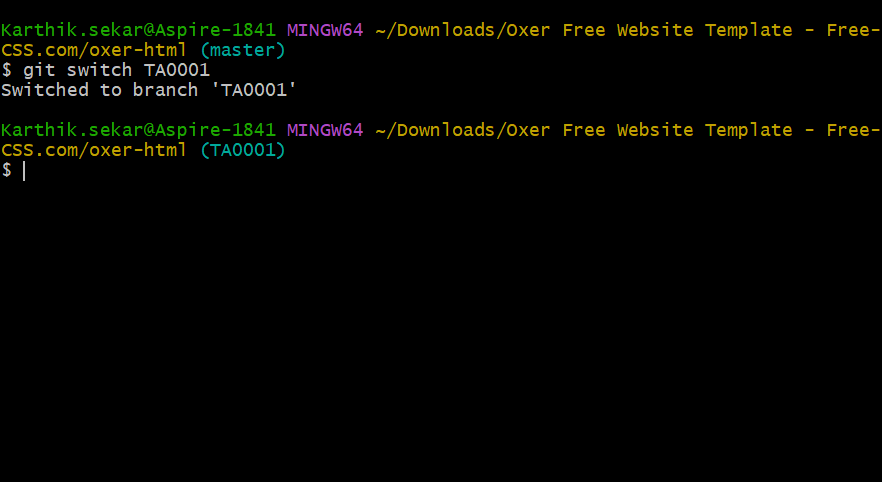 Karthik.sekar@Aspire-1841 MINGW64 ~/Downloads/Oxer Free Website Template - Free-
CSS.com/oxer-html (master)
$ git switch TA0001
Switched to branch 'TA0001'
Karthik.sekar@Aspire-1841 MINGW64 ~/Downloads/Oxer Free Website Template - Free-
CSS.com/oxer-html (TA0001)
$